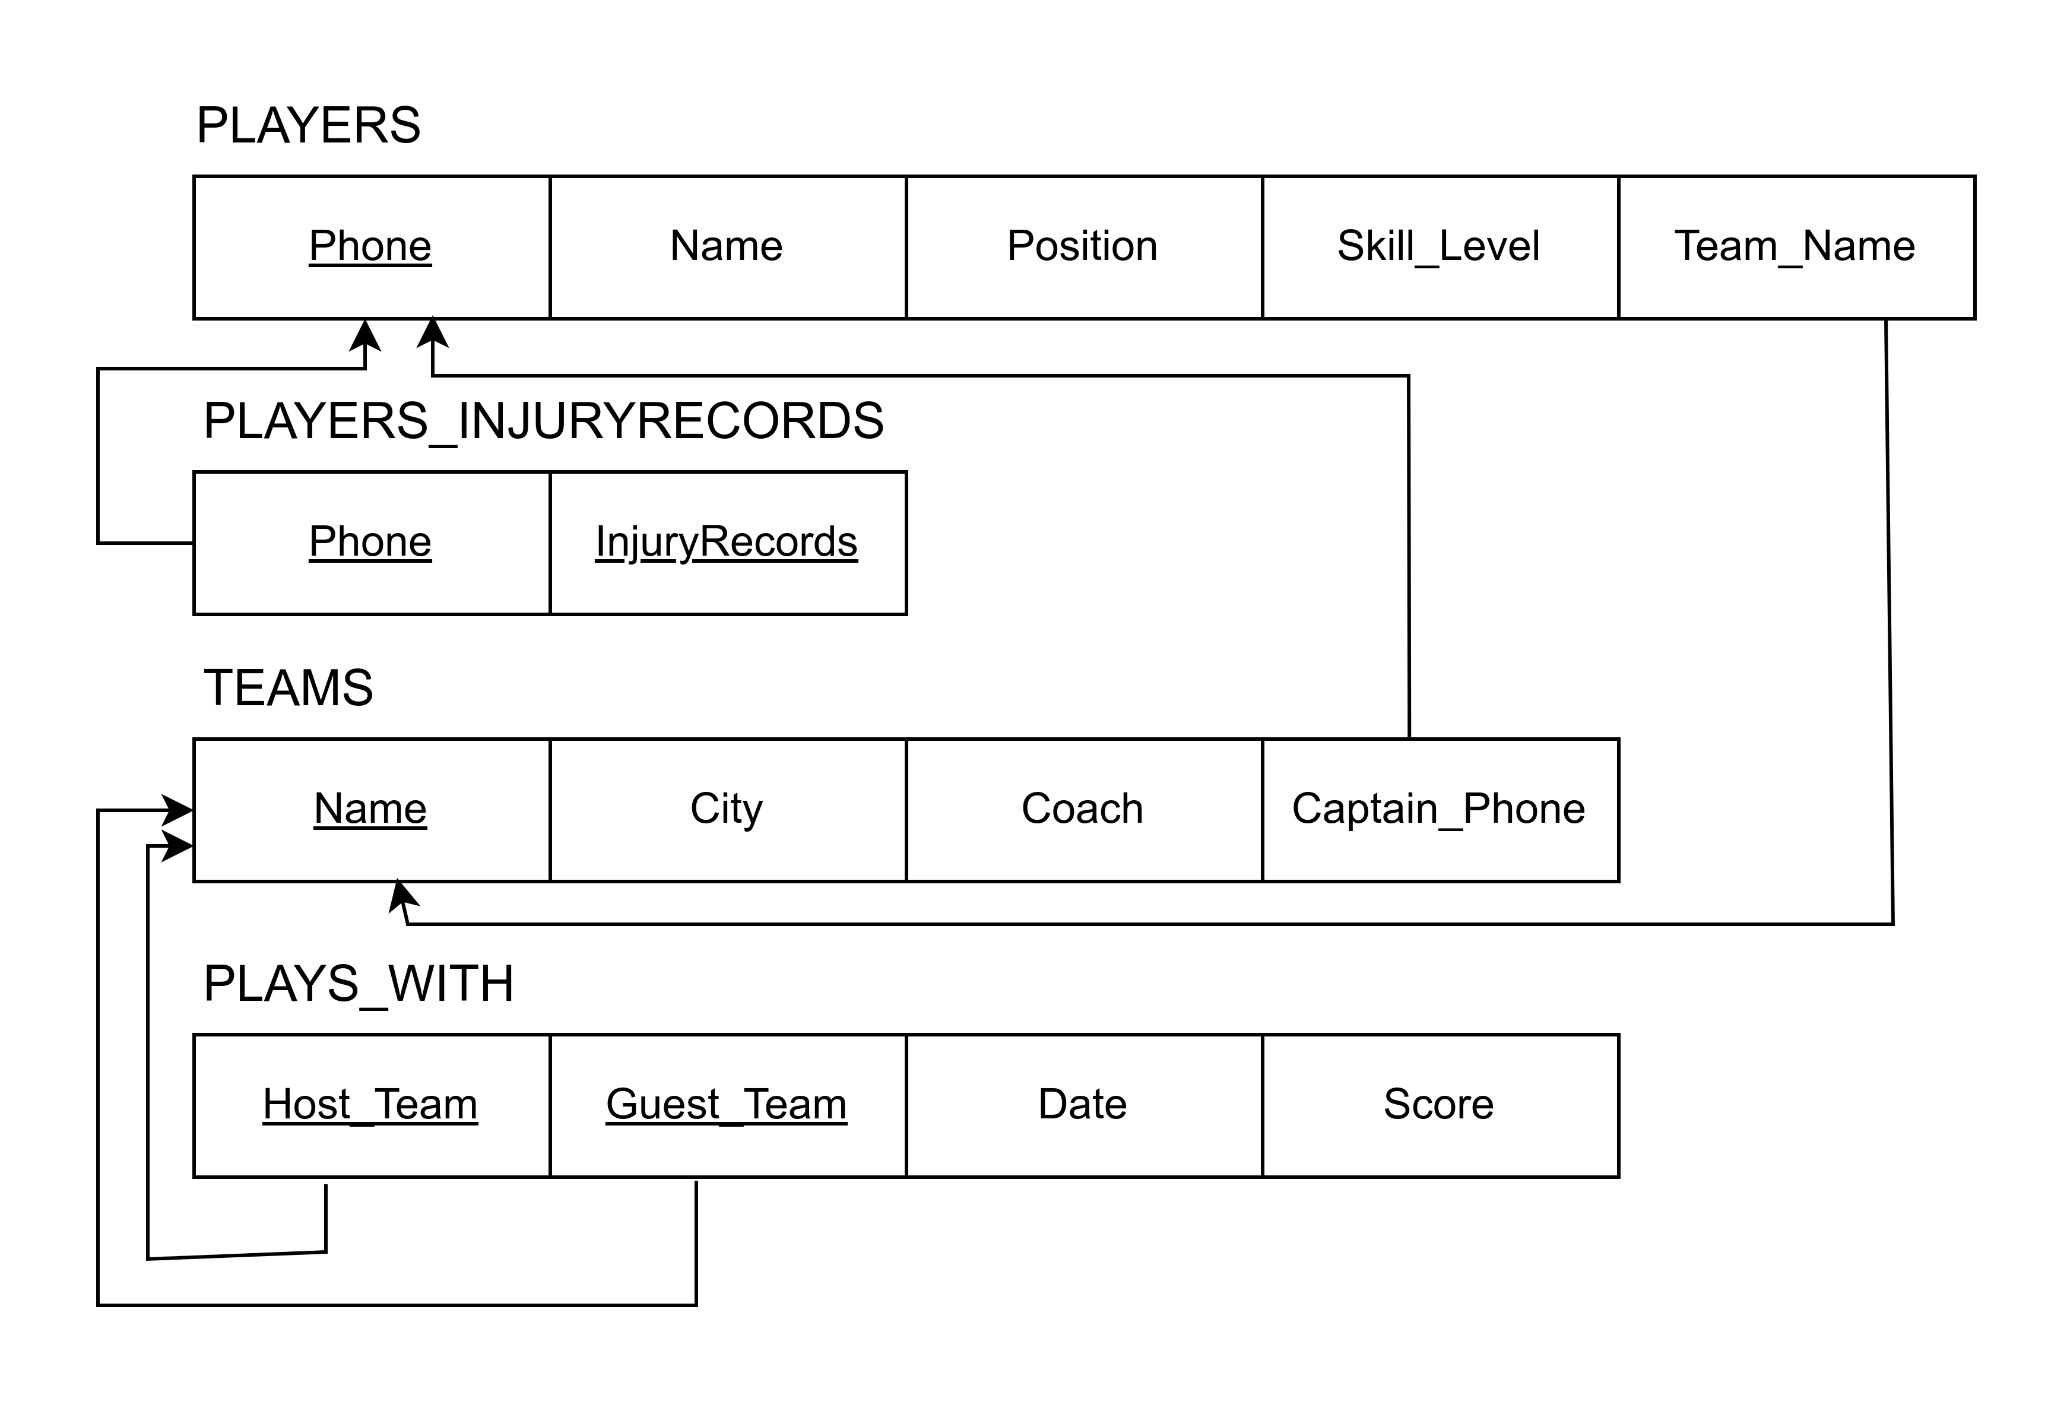 PLAYERS
Phone Name Position Skill_Level Team_Name
PLAYERS_INJURYRECORDS
Phone InjuryRecords
TEAMS
Name City Coach Captain_Phone
PLAYS_WITH
Host_Team Guest_Team Date Score